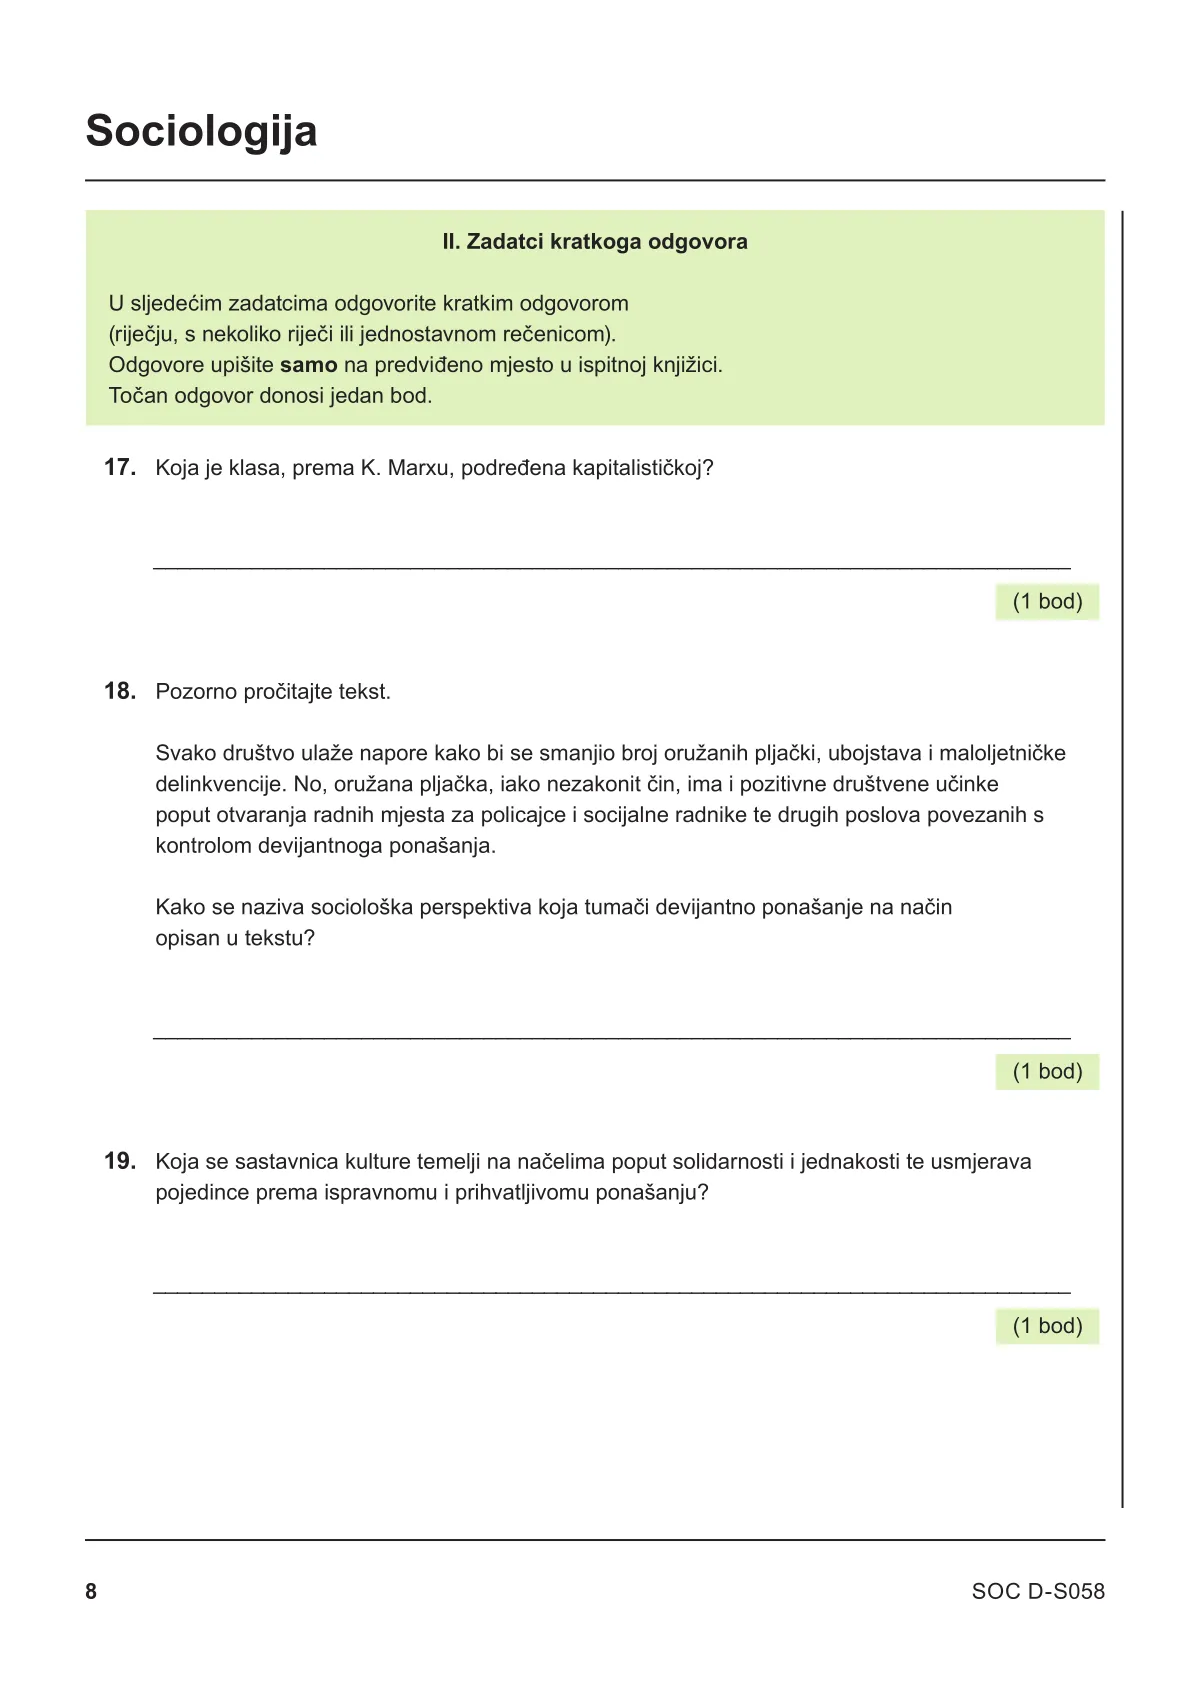 Sociologija
II. Zadatci kratkoga odgovora
U sljedećim zadatcima odgovorite kratkim odgovorom
(riječju, s nekoliko riječi ili jednostavnom rečenicom).
Odgovore upišite samo na predviđeno mjesto u ispitnoj knjižici.
Točan odgovor donosi jedan bod.
17. Koja je klasa, prema K. Marxu, podređena kapitalističkoj?
(1 bod)
18. Pozorno pročitajte tekst.
Svako društvo ulaže napore kako bi se smanjio broj oružanih pljački, ubojstava i maloljetničke
delinkvencije. No, oružana pljačka, iako nezakonit čin, ima i pozitivne društvene učinke
poput otvaranja radnih mjesta za policajce i socijalne radnike te drugih poslova povezanih s
kontrolom devijantnoga ponašanja.
Kako se naziva sociološka perspektiva koja tumači devijantno ponašanje na način
opisan u tekstu?
(1 bod)
19. Koja se sastavnica kulture temelji na načelima poput solidarnosti i jednakosti te usmjerava
pojedince prema ispravnomu i prihvatljivomu ponašanju?
(1 bod)
8
SOC D-S058